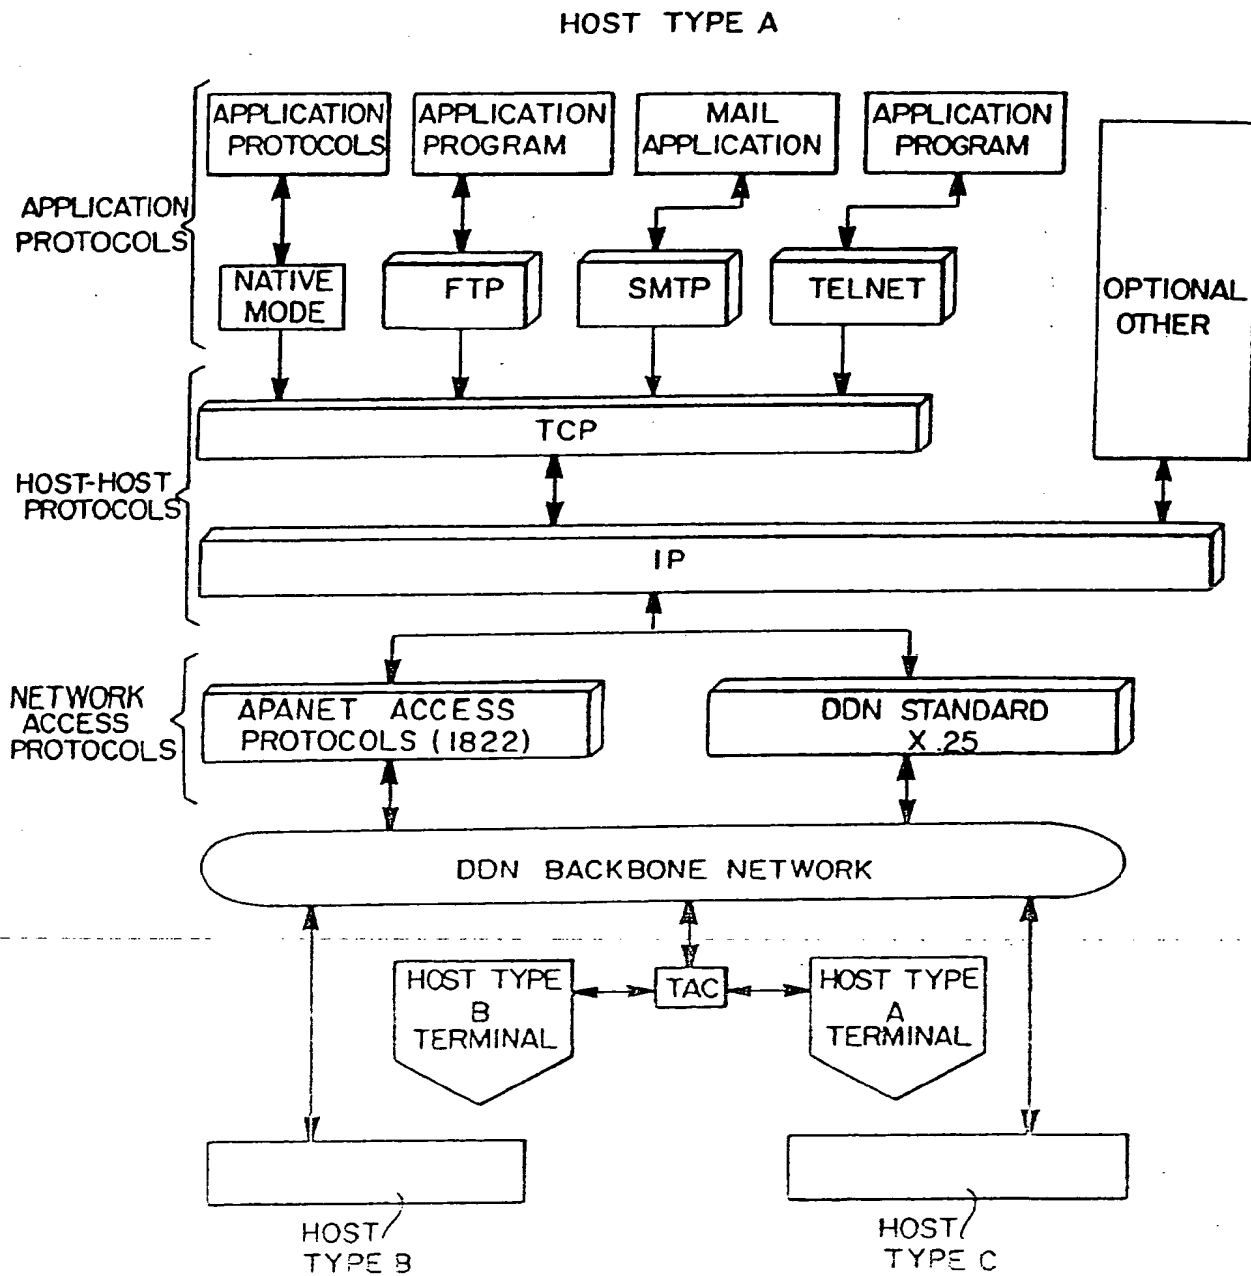 HOST TYPE A
APPLICATION
PROTOCOLS
APPLICATION
PROGRAM
MAIL
APPLICATION
APPLICATION
PROGRAM
APPLICATION
PROTOCOLS
NATIVE
MODE
FTP
SMTP
TELNET
OPTIONAL
OTHER
TCP
HOST-HOST
PROTOCOLS
IP
NETWORK
ACCESS
PROTOCOLS
APANET ACCESS
PROTOCOLS (1822)
DDN STANDARD
X.25
DDN BACKBONE NETWORK
HOST TYPE
B
TERMINAL
TAC
HOST TYPE
A
TERMINAL
HOST
TYPE B
HOST
TYPE C